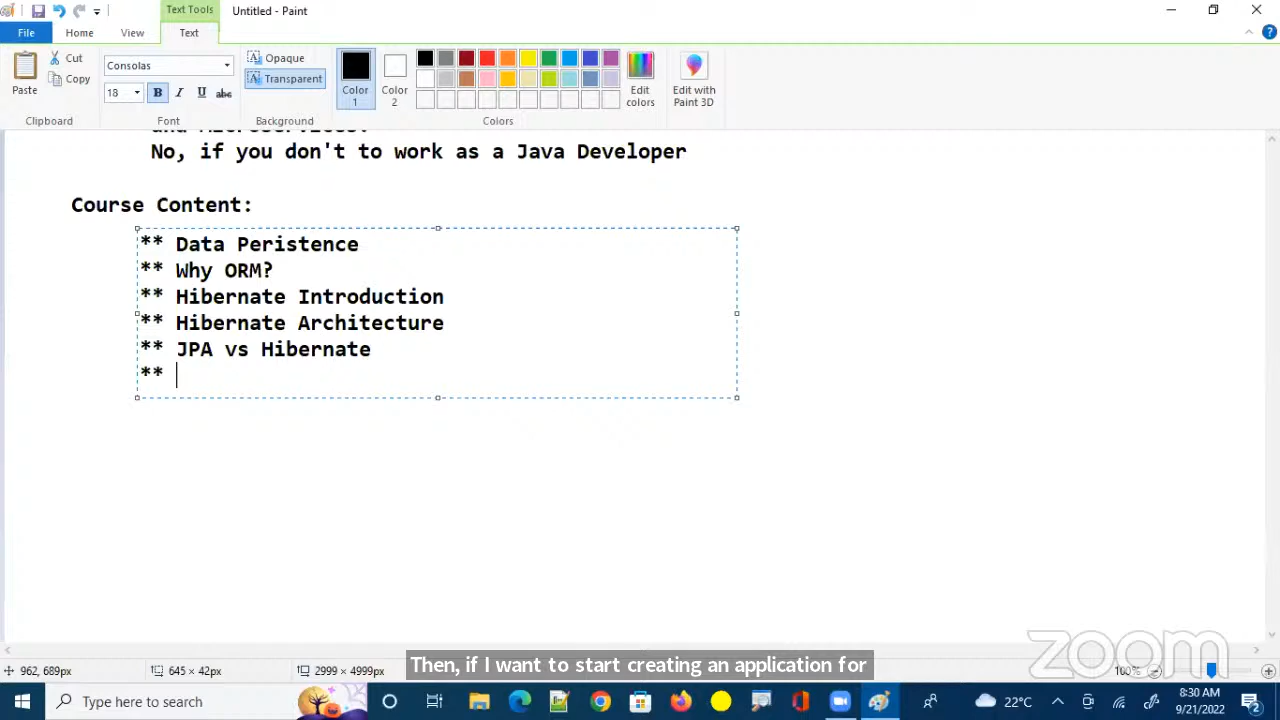 Text Tools
Untitled - Paint
File
Home
View
Text
Paste
Cut
Copy
Clipboard
Consolas
18
B
I
U
abc
Font
Opaque
Transparent
Background
Color 1
Color 2
Colors
Edit colors
Edit with Paint 3D
No, if you don't to work as a Java Developer
Course Content:
** Data Peristence
** Why ORM?
** Hibernate Introduction
** Hibernate Architecture
** JPA vs Hibernate
**
Then, if I want to start creating an application for
zoom
962, 689px
645 × 42px
2999 × 4999px
100%
Type here to search
22°C
8:30 AM
9/21/2022
2